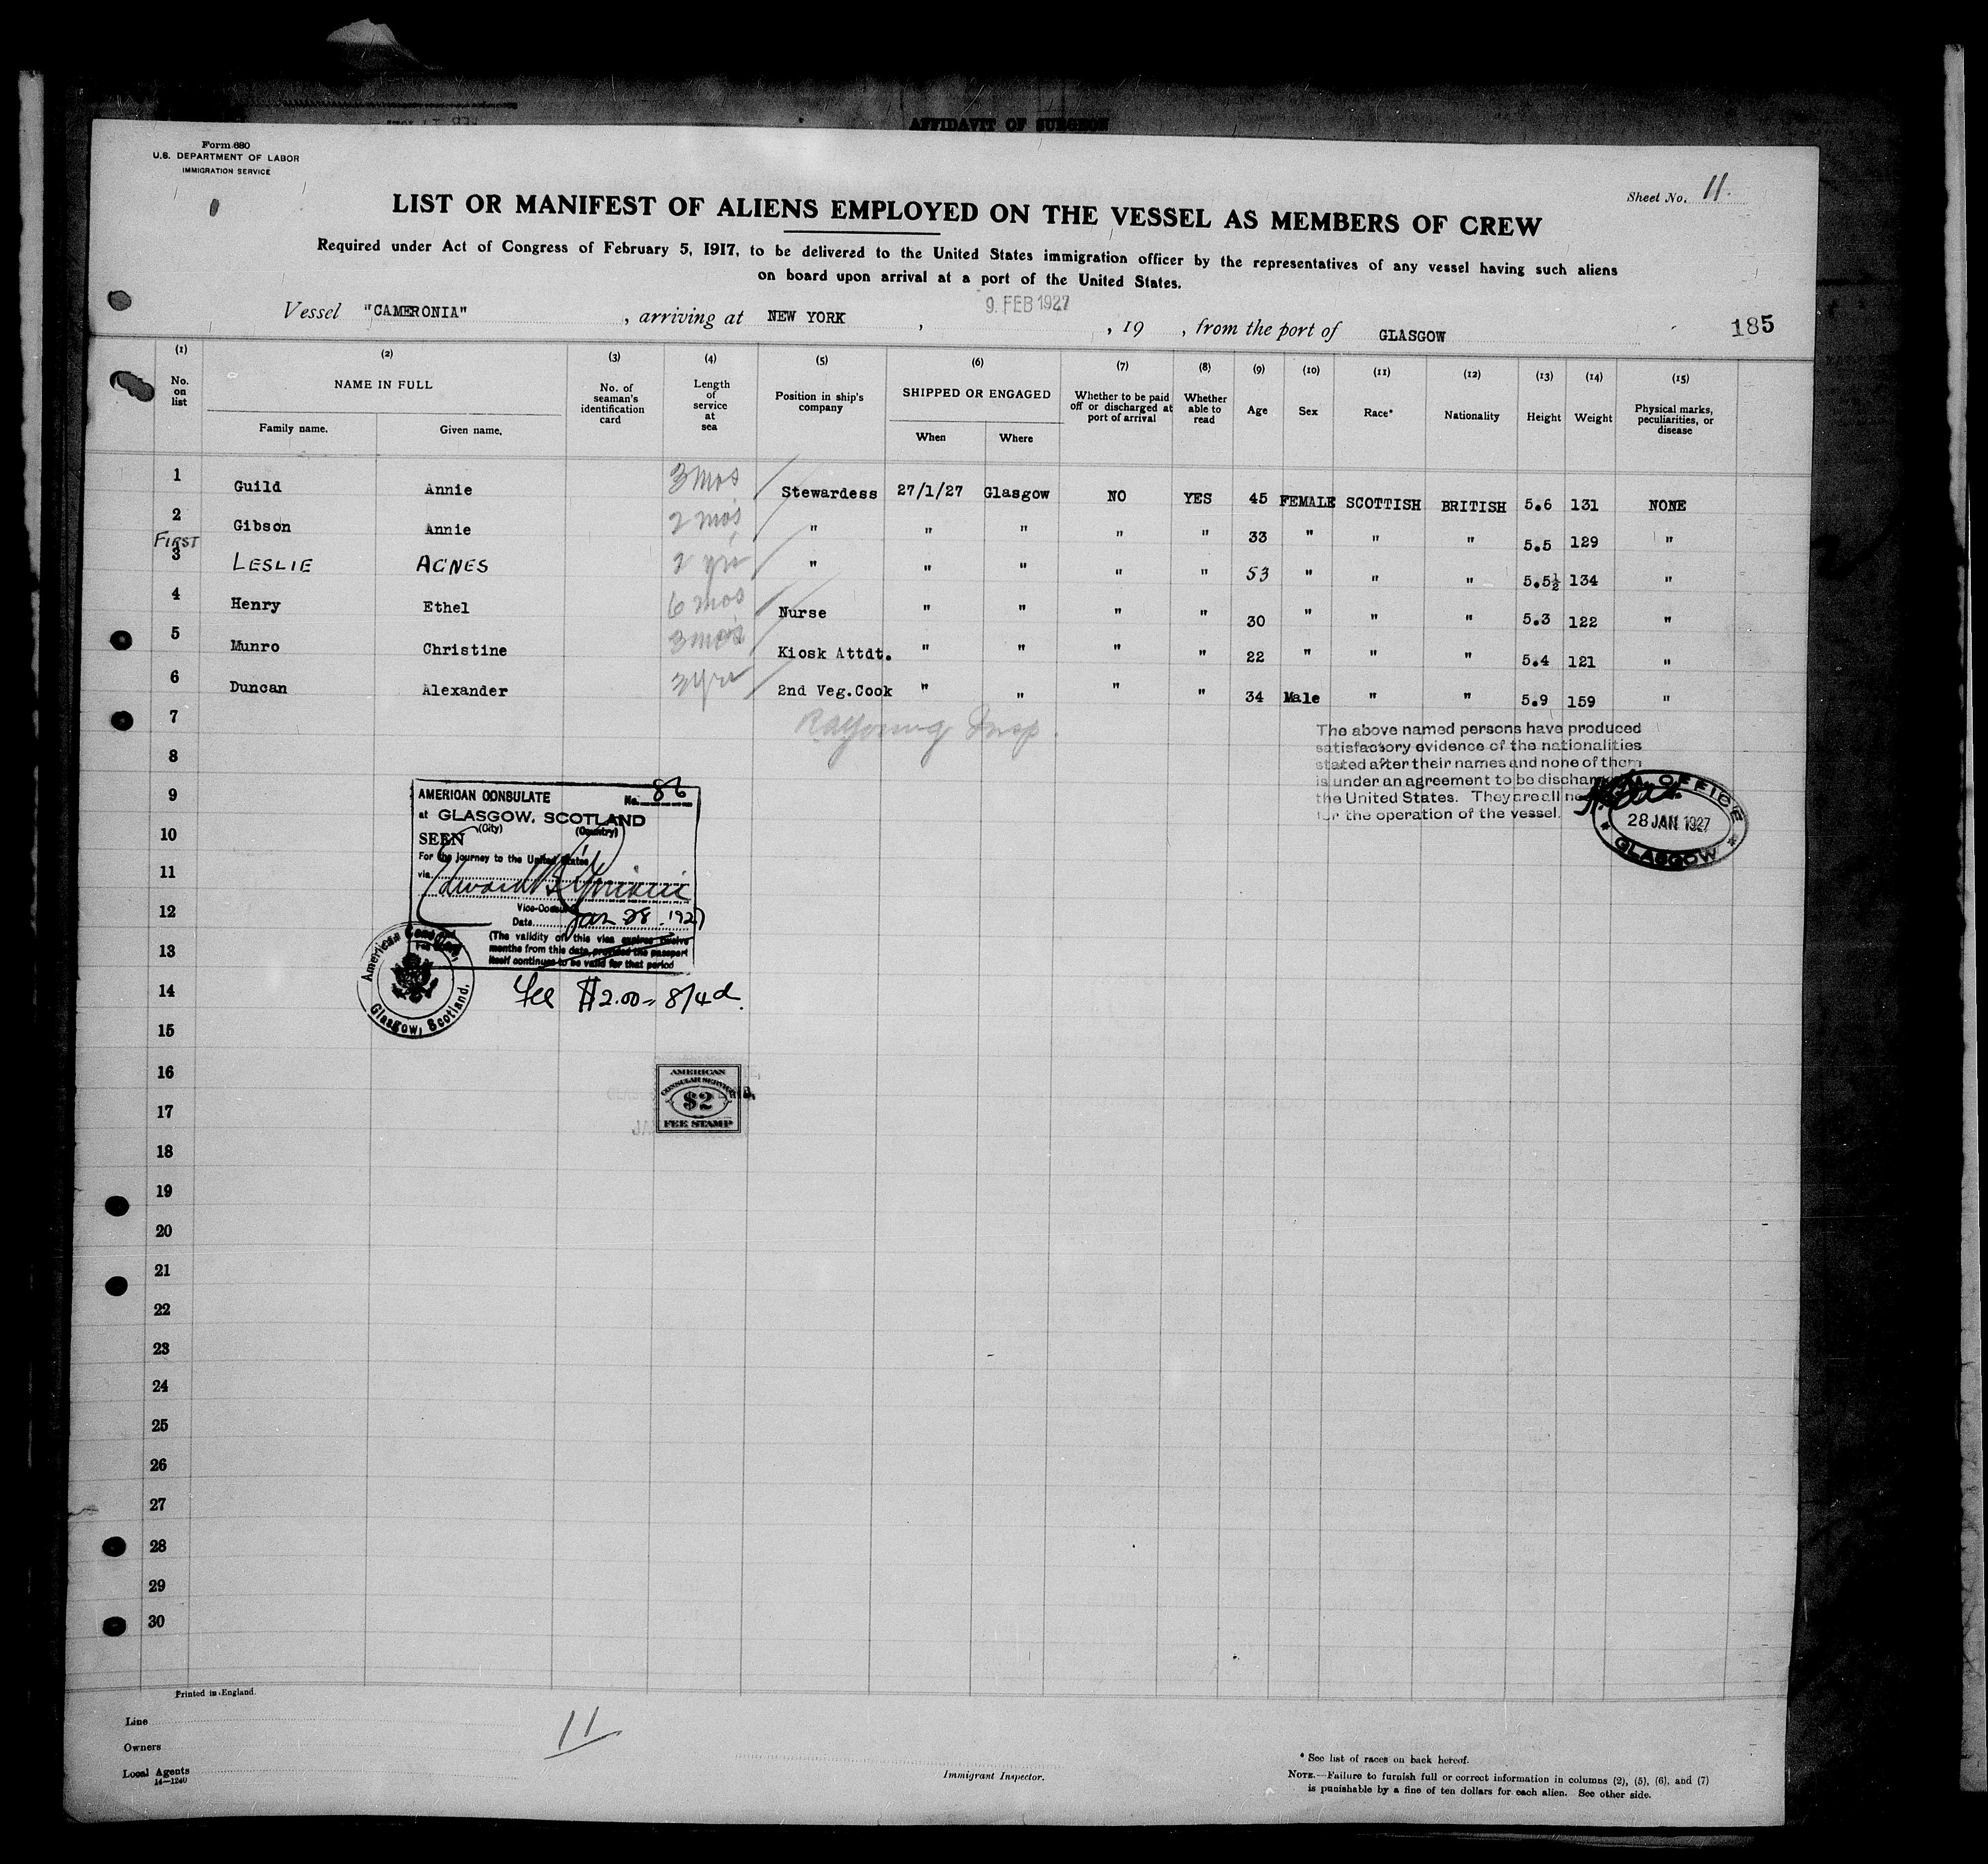 AFFIDAVIT OF SURGEON
Form 680
U.S. DEPARTMENT OF LABOR
IMMIGRATION SERVICE
Sheet No. 11.
LIST OR MANIFEST OF ALIENS EMPLOYED ON THE VESSEL AS MEMBERS OF CREW
Required under Act of Congress of February 5, 1917, to be delivered to the United States immigration officer by the representatives of any vessel having such aliens
on board upon arrival at a port of the United States.
Vessel "CAMERONIA" , arriving at NEW YORK , 9. FEB 1927 , 19 , from the port of GLASGOW
185
(1) (2) (3) (4) (5) (6) (7) (8) (9) (10) (11) (12) (13) (14) (15)
No. on list NAME IN FULL No. of seaman's identification card Length of service at sea Position in ship's company SHIPPED OR ENGAGED Whether to be paid off or discharged at port of arrival Whether able to read Age Sex Race* Nationality Height Weight Physical marks, peculiarities, or disease
Family name. Given name. When Where
1 Guild Annie 3 mos Stewardess 27/1/27 Glasgow NO YES 45 FEMALE SCOTTISH BRITISH 5.6 131 NONE
2 Gibson Annie 2 mos " " " " " 33 " " " 5.5 129 "
FIRST
3 LESLIE AGNES 2 yrs " " " " " 53 " " " 5.5½ 134 "
4 Henry Ethel 6 mos Nurse " " " " 30 " " " 5.3 122 "
5 Munro Christine 3 mos Kiosk Attdt. " " " " 22 " " " 5.4 121 "
6 Duncan Alexander 2 yrs 2nd Veg.Cook " " " " 34 Male " " 5.9 159 "
7 Insp.
The above named persons have produced
satisfactory evidence of the nationalities
stated after their names and none of them
is under an agreement to be
the United States. They are all
for the operation of the vessel.
OFFICE
28 JAN 1927
GLASGOW
8
9
10
11
12
13
14
15
16
17
18
19
20
21
22
23
24
25
26
27
28
29
30
AMERICAN CONSULATE No. 86
at GLASGOW, SCOTLAND
(City) (Country)
SEEN
For the journey to the United States
via
Edward B.
Vice-Consul
Date Jan 28. 1927
(The validity of this visa expires twelve
months from this date, provided the passport
itself continues to be valid for that period
American
Glasgow, Scotland.
Fee $2.00 = 8/4d.
AMERICAN
CONSULAR SERVICE
$2
FEE STAMP
Printed in England.
Line
Owners
Local Agents
14—1240
11
Immigrant Inspector.
* See list of races on back hereof.
NOTE.—Failure to furnish full or correct information in columns (2), (5), (6), and (7)
is punishable by a fine of ten dollars for each alien. See other side.